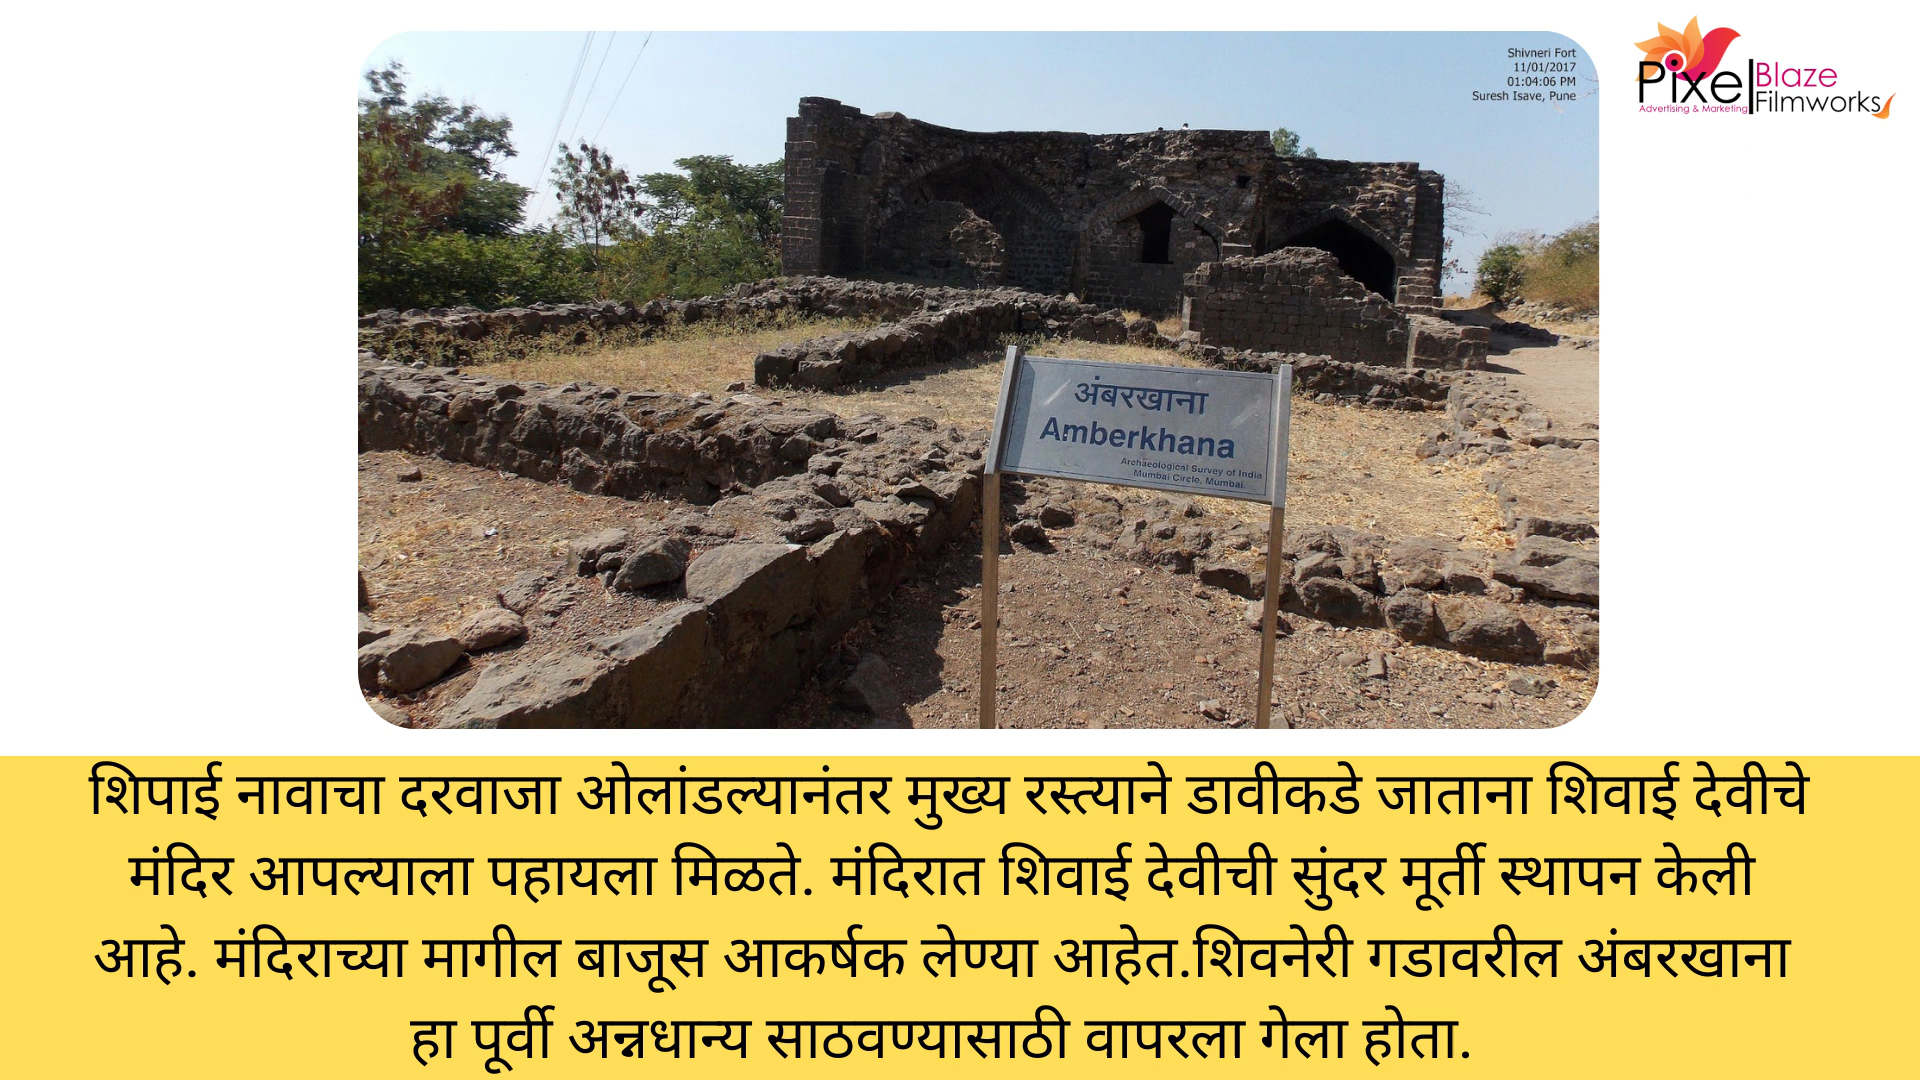 Shivneri Fort
11/01/2017
01:04:06 PM
Suresh Isave, Pune
Pixel Blaze
Filmworks
Advertising & Marketing
अंबरखाना
Amberkhana
Archaeological Survey of India
Mumbai Circle, Mumbai.
शिपाई नावाचा दरवाजा ओलांडल्यानंतर मुख्य रस्त्याने डावीकडे जाताना शिवाई देवीचे
मंदिर आपल्याला पहायला मिळते. मंदिरात शिवाई देवीची सुंदर मूर्ती स्थापन केली
आहे. मंदिराच्या मागील बाजूस आकर्षक लेण्या आहेत.शिवनेरी गडावरील अंबरखाना
हा पूर्वी अन्नधान्य साठवण्यासाठी वापरला गेला होता.